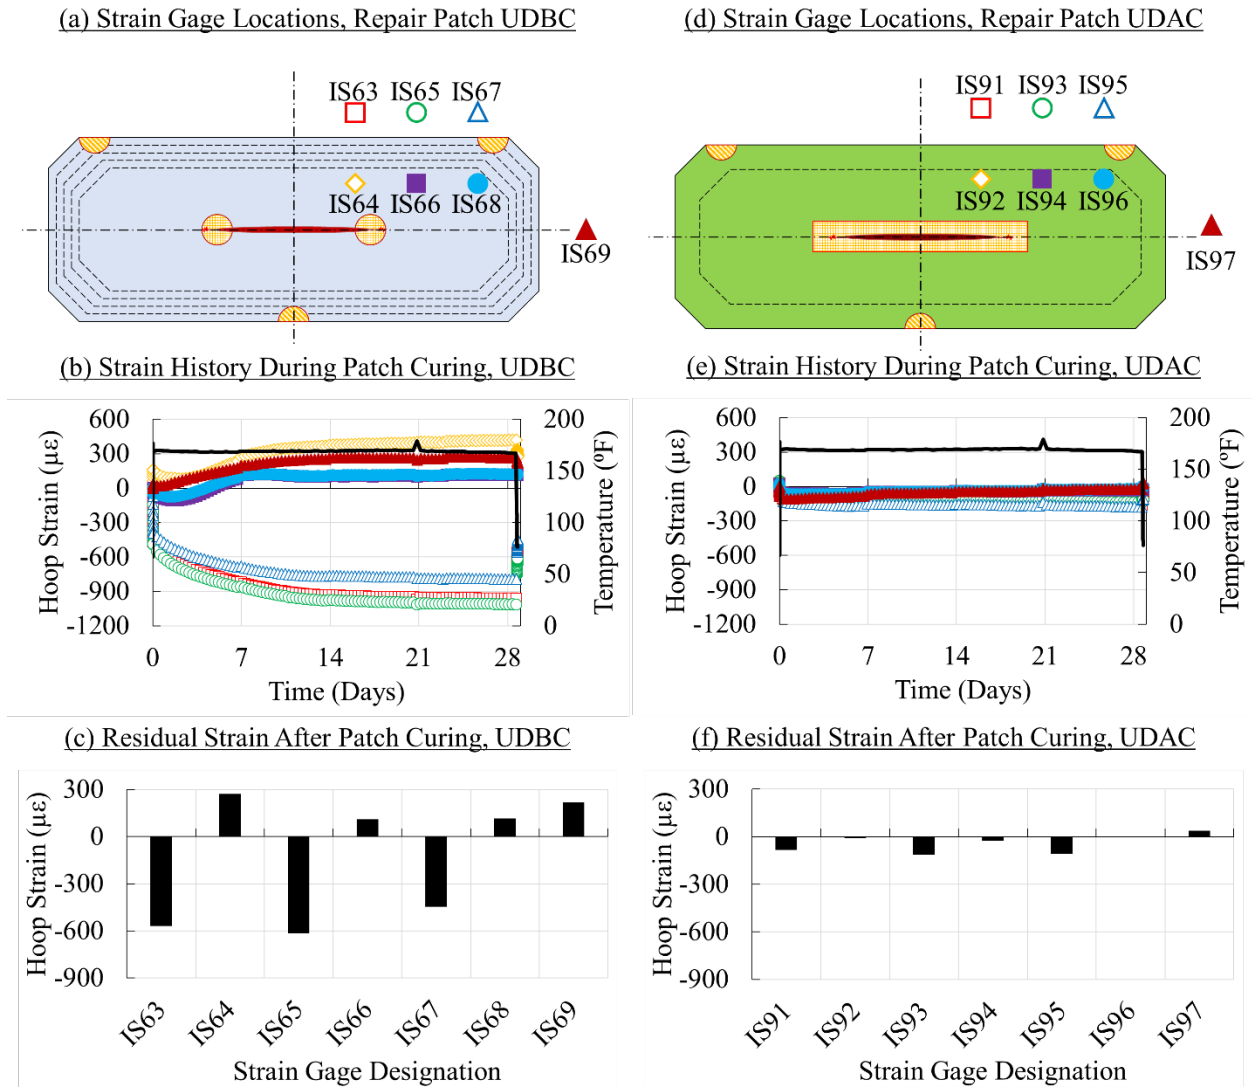 (a) Strain Gage Locations, Repair Patch UDBC
IS63 IS65 IS67
IS64 IS66 IS68
IS69
(b) Strain History During Patch Curing, UDBC
Hoop Strain (με)
600
300
0
-300
-600
-900
-1200
200
150
100
50
0
Temperature (ºF)
0 7 14 21 28
Time (Days)
(c) Residual Strain After Patch Curing, UDBC
Hoop Strain (με)
300
0
-300
-600
-900
IS63 IS64 IS65 IS66 IS67 IS68 IS69
Strain Gage Designation
(d) Strain Gage Locations, Repair Patch UDAC
IS91 IS93 IS95
IS92 IS94 IS96
IS97
(e) Strain History During Patch Curing, UDAC
Hoop Strain (με)
600
300
0
-300
-600
-900
-1200
200
150
100
50
0
Temperature (ºF)
0 7 14 21 28
Time (Days)
(f) Residual Strain After Patch Curing, UDAC
Hoop Strain (με)
300
0
-300
-600
-900
IS91 IS92 IS93 IS94 IS95 IS96 IS97
Strain Gage Designation